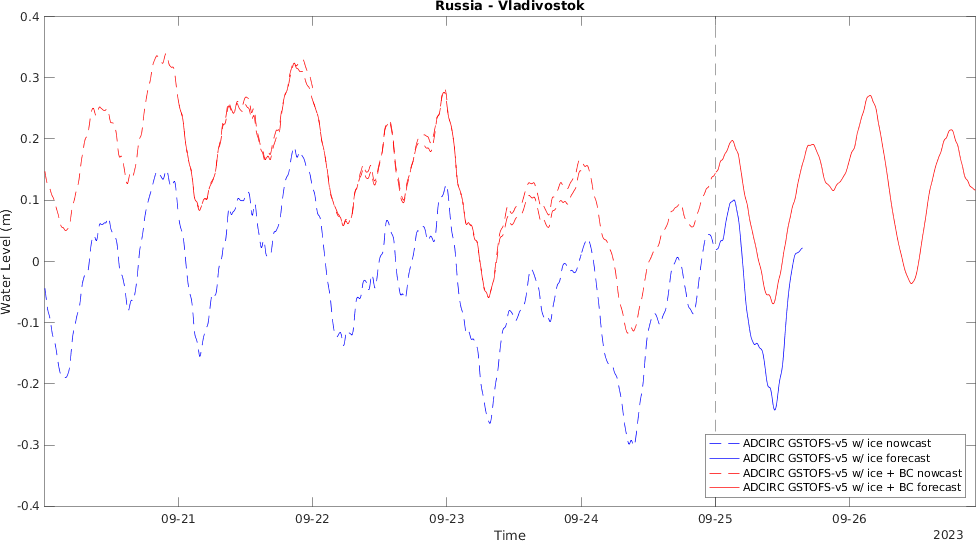 Russia - Vladivostok
Water Level (m)
0.4
0.3
0.2
0.1
0
-0.1
-0.2
-0.3
-0.4
ADCIRC GSTOFS-v5 w/ ice nowcast
ADCIRC GSTOFS-v5 w/ ice forecast
ADCIRC GSTOFS-v5 w/ ice + BC nowcast
ADCIRC GSTOFS-v5 w/ ice + BC forecast
09-21 09-22 09-23 09-24 09-25 09-26
Time
2023